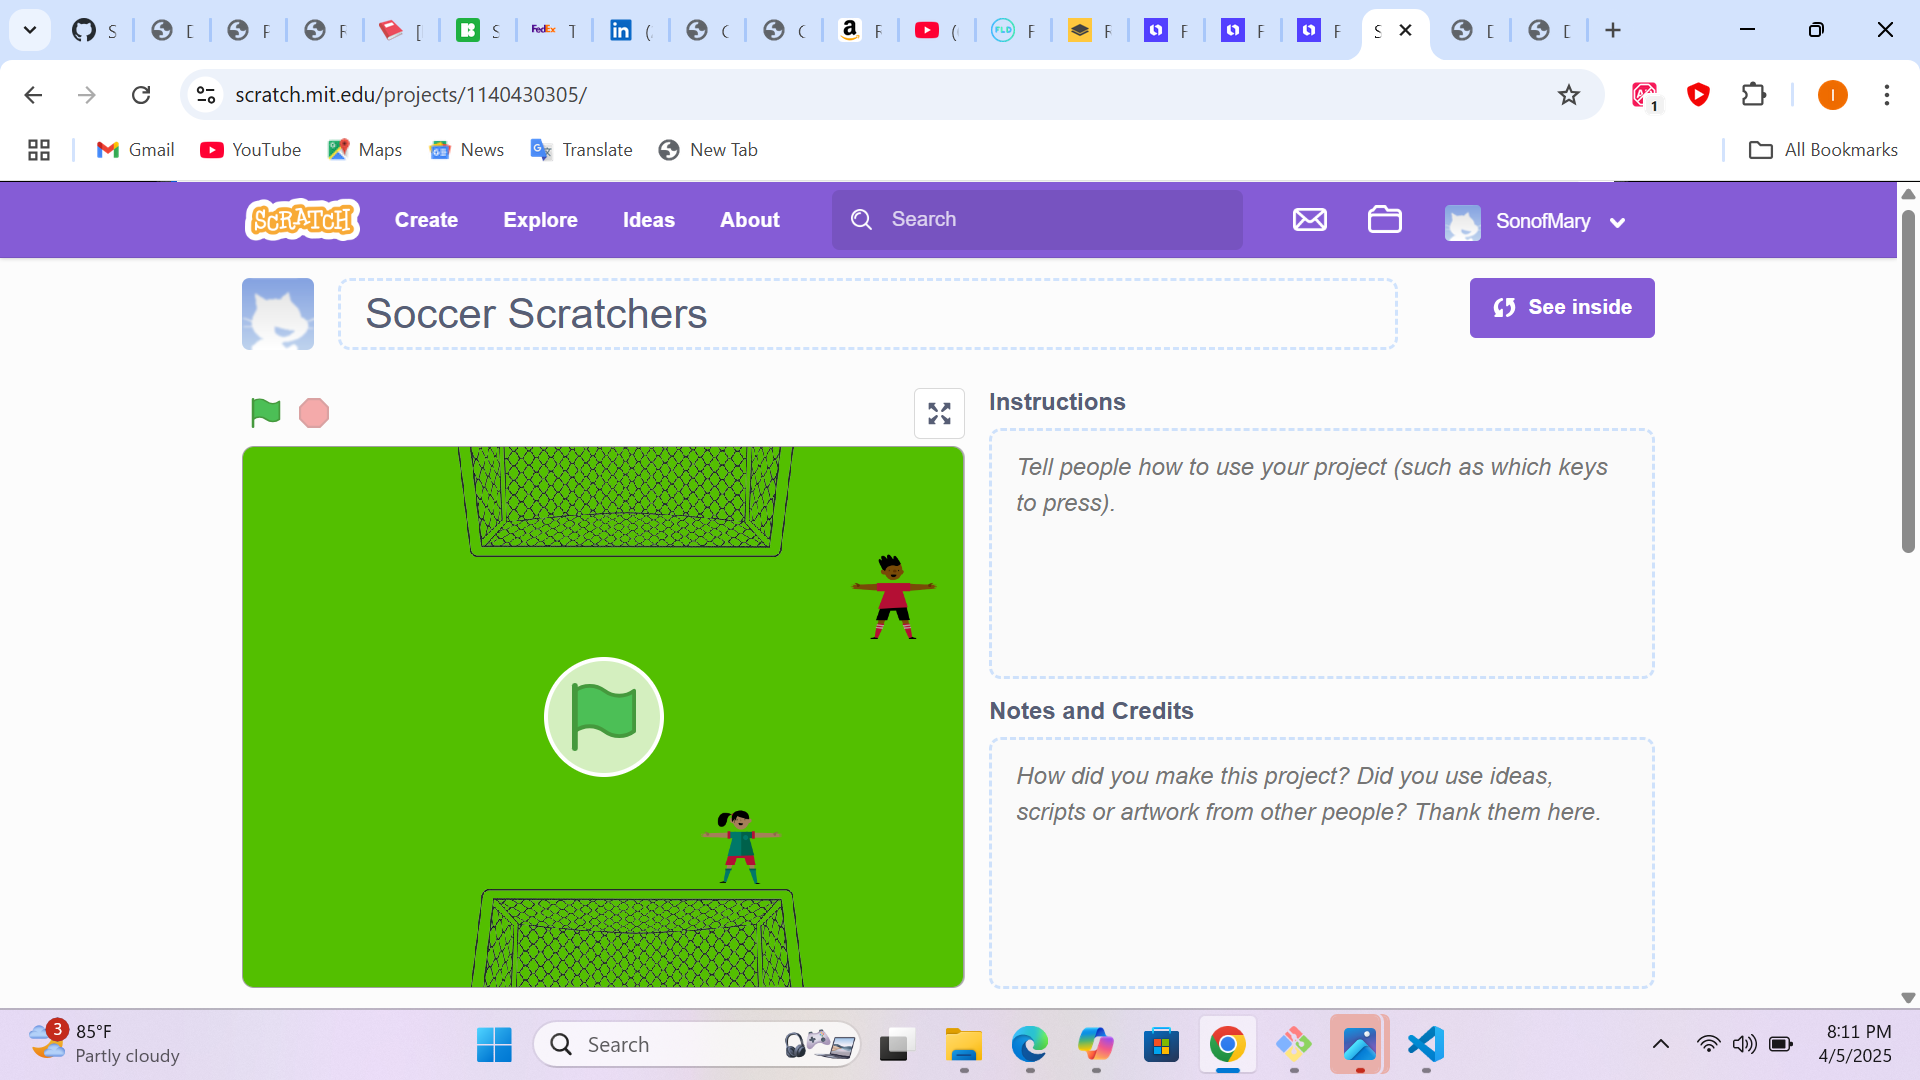 S
D
F
F
[
S
FedEx T
(
C
C
F
(
F
F
F
F
F
S
D
D
scratch.mit.edu/projects/1140430305/
1
I
Gmail
YouTube
Maps
News
Translate
New Tab
All Bookmarks
SCRATCH
Create
Explore
Ideas
About
Search
SonofMary
Soccer Scratchers
See inside
Instructions
Tell people how to use your project (such as which keys
to press).
Notes and Credits
How did you make this project? Did you use ideas,
scripts or artwork from other people? Thank them here.
3
85°F
Partly cloudy
Search
8:11 PM
4/5/2025